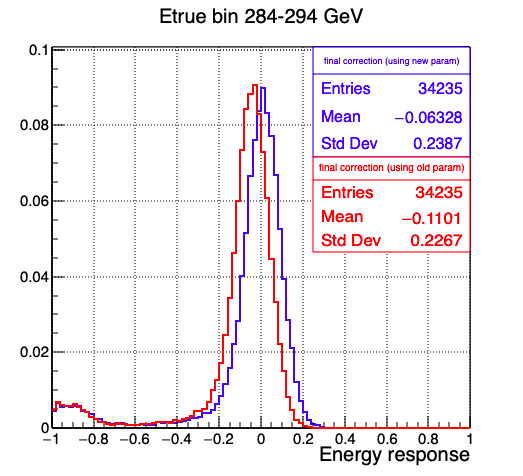 Etrue bin 284-294 GeV
0.1
0.08
0.06
0.04
0.02
0
final correction (using new param)
Entries 34235
Mean −0.06328
Std Dev 0.2387
final correction (using old param)
Entries 34235
Mean −0.1101
Std Dev 0.2267
−1 −0.8 −0.6 −0.4 −0.2 0 0.2 0.4 0.6 0.8 1
Energy response